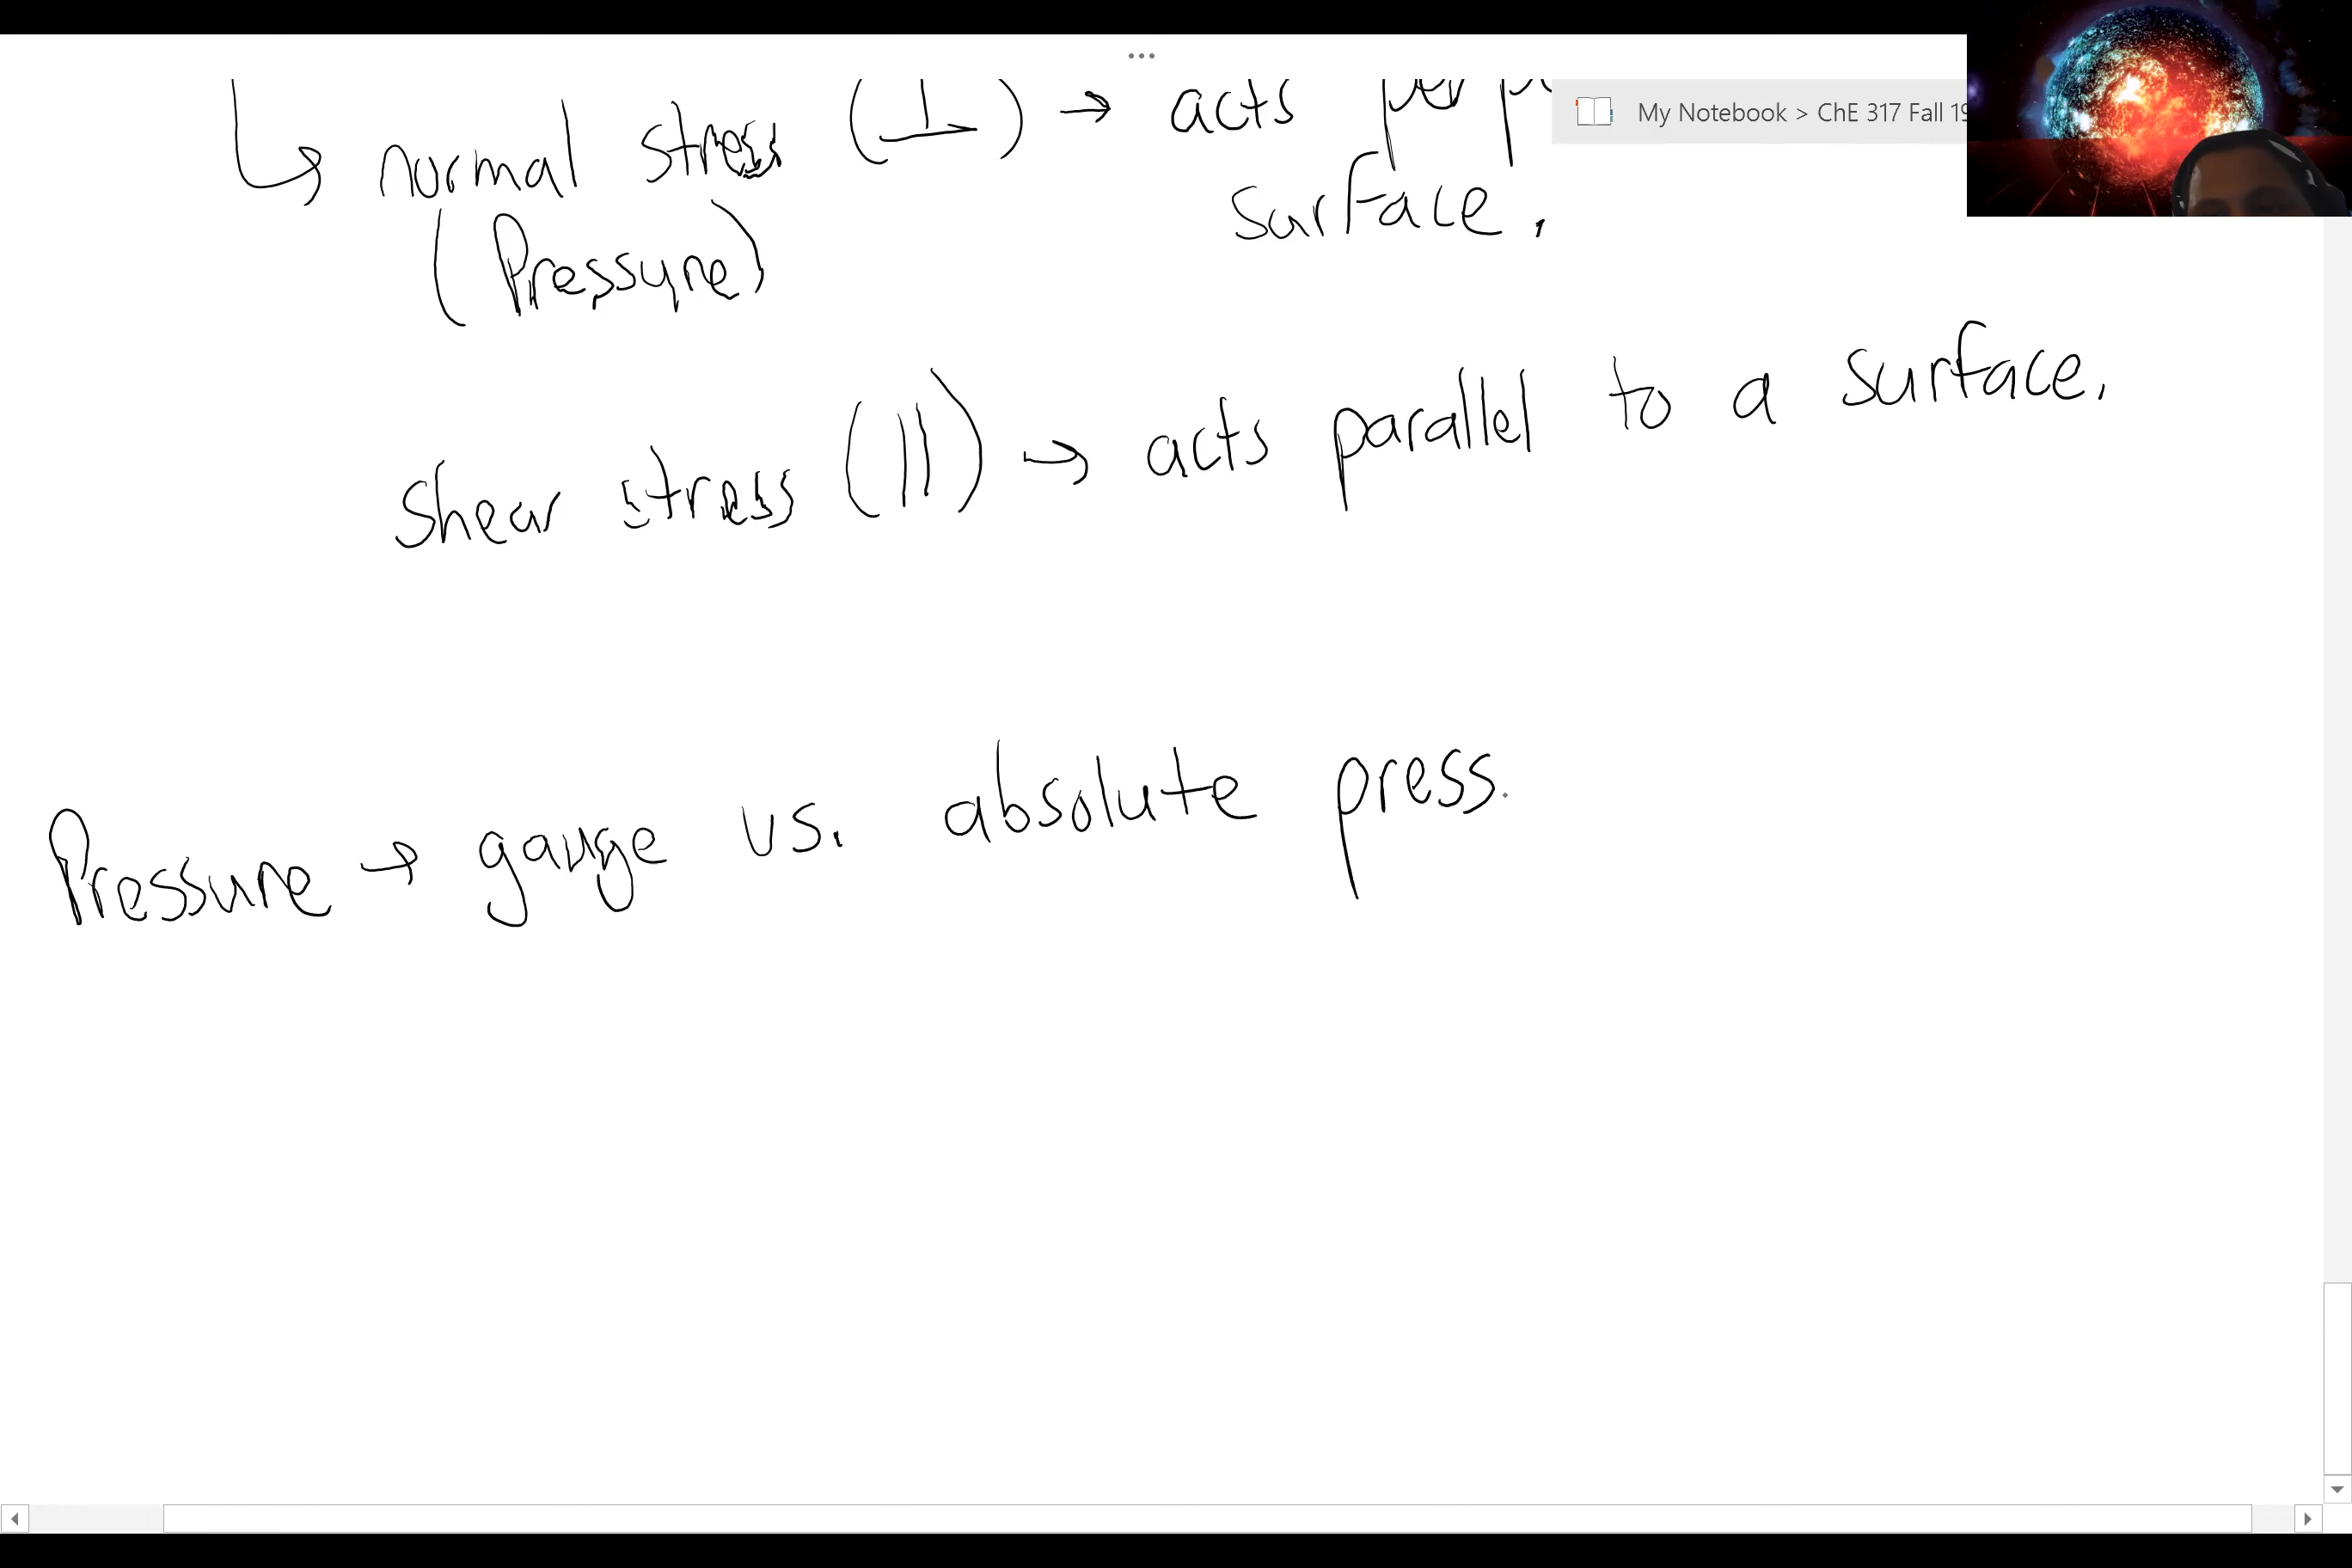 ↳ normal stress (⊥) → acts
surface.
(Pressure)
My Notebook > ChE 317 Fall 19
shear stress (||) → acts parallel to a surface.
Pressure → gauge vs. absolute press.